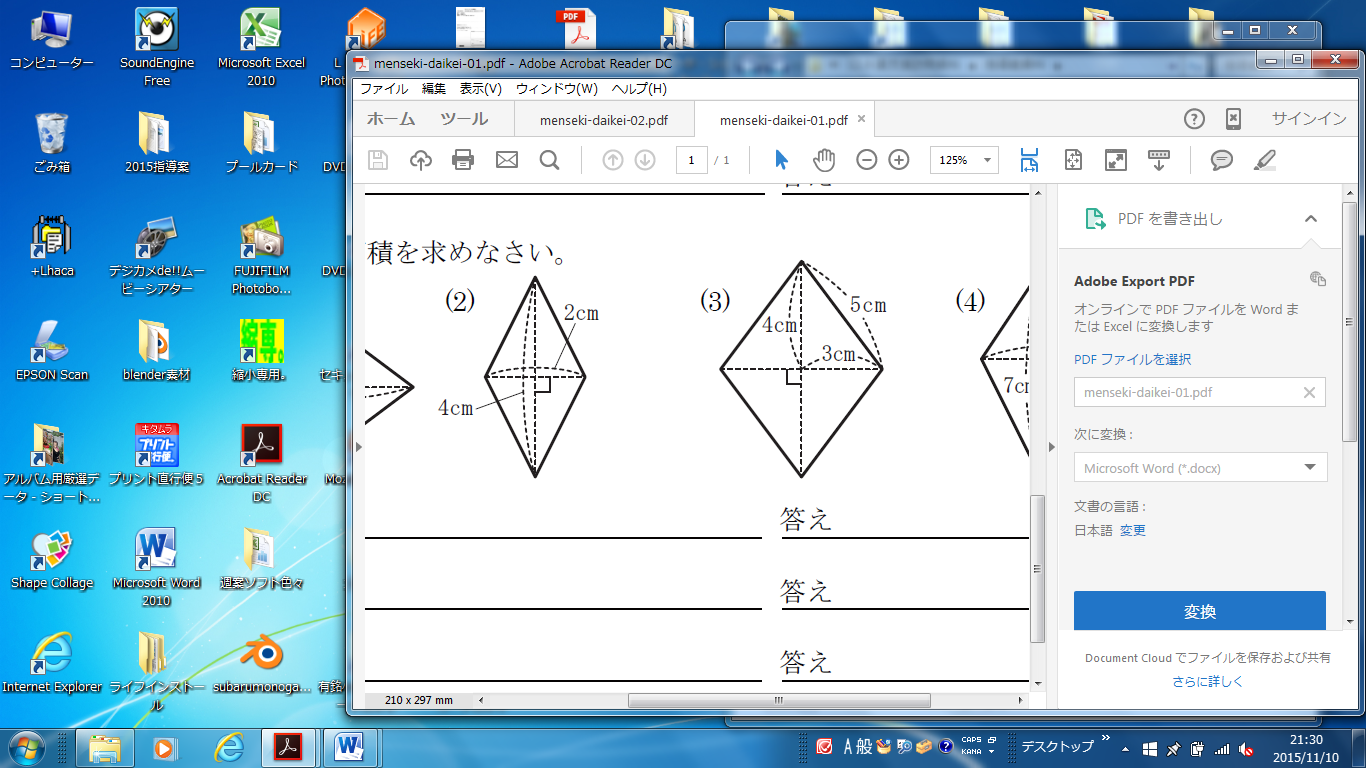 コンピューター
SoundEngine Free
Microsoft Excel 2010
ごみ箱
2015指導案
プールカード
+Lhaca
デジカメde!!ムービーシアター
FUJIFILM Photobo...
EPSON Scan
blender素材
縮小専用。
アルバム用厳選データ - ショート...
プリント直行便5
Acrobat Reader DC
Shape Collage
Microsoft Word 2010
週案ソフト色々
Internet Explorer
ライフインストール
subarumonoga...
menseki-daikei-01.pdf - Adobe Acrobat Reader DC
ファイル 編集 表示(V) ウィンドウ(W) ヘルプ(H)
ホーム ツール menseki-daikei-02.pdf menseki-daikei-01.pdf × サインイン
1 / 1 125%
積を求めなさい。
(2) 2cm 4cm
(3) 4cm 5cm 3cm
(4) 7c
答え
答え
答え
210 x 297 mm
PDF を書き出し
Adobe Export PDF
オンラインで PDF ファイルを Word ま
たは Excel に変換します
PDF ファイルを選択
menseki-daikei-01.pdf
次に変換 :
Microsoft Word (*.docx)
文書の言語 :
日本語 変更
変換
Document Cloud でファイルを保存および共有
さらに詳しく
A 般 CAPS KANA デスクトップ
21:30
2015/11/10